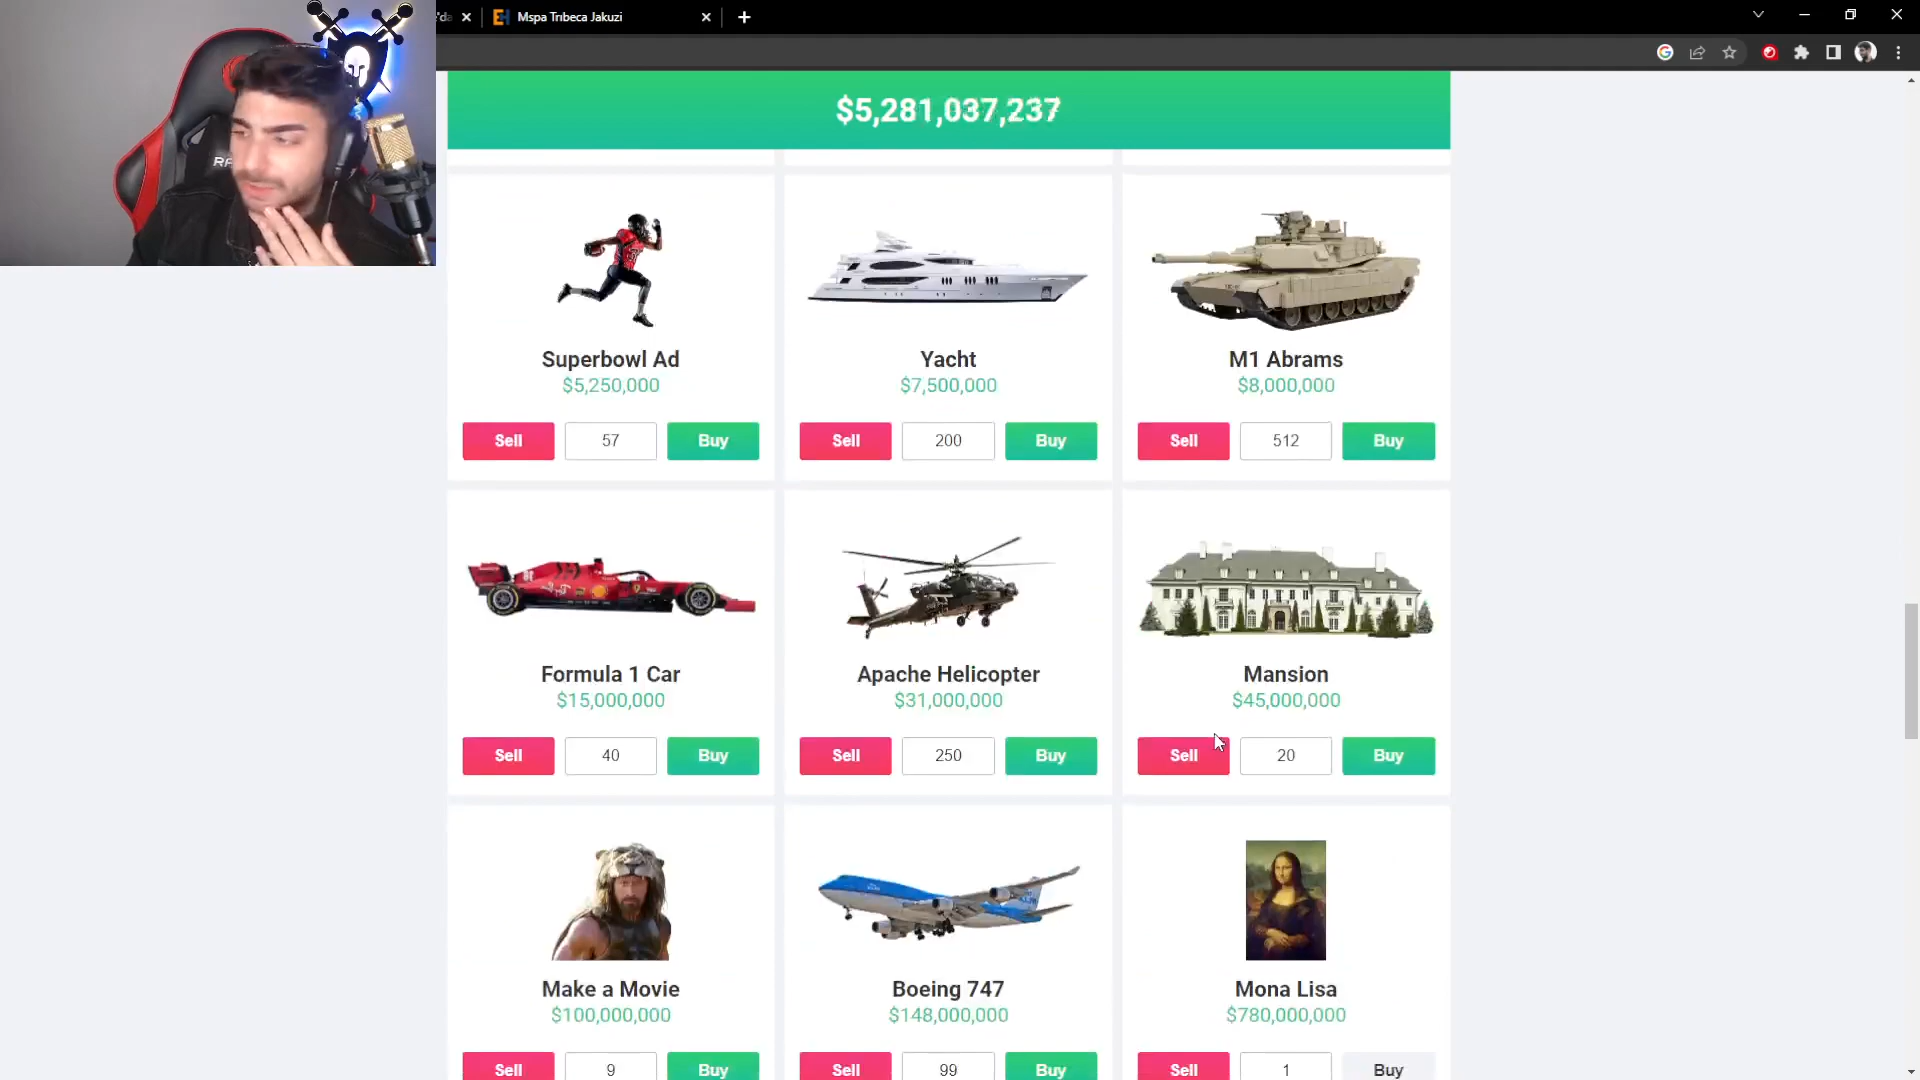 'da
Mspa Tribeca Jakuzi
$5,281,037,237
Superbowl Ad
$5,250,000
Sell 57 Buy
Yacht
$7,500,000
Sell 200 Buy
M1 Abrams
$8,000,000
Sell 512 Buy
Formula 1 Car
$15,000,000
Sell 40 Buy
Apache Helicopter
$31,000,000
Sell 250 Buy
Mansion
$45,000,000
Sell 20 Buy
Make a Movie
$100,000,000
Sell 9 Buy
Boeing 747
$148,000,000
Sell 99 Buy
Mona Lisa
$780,000,000
Sell 1 Buy